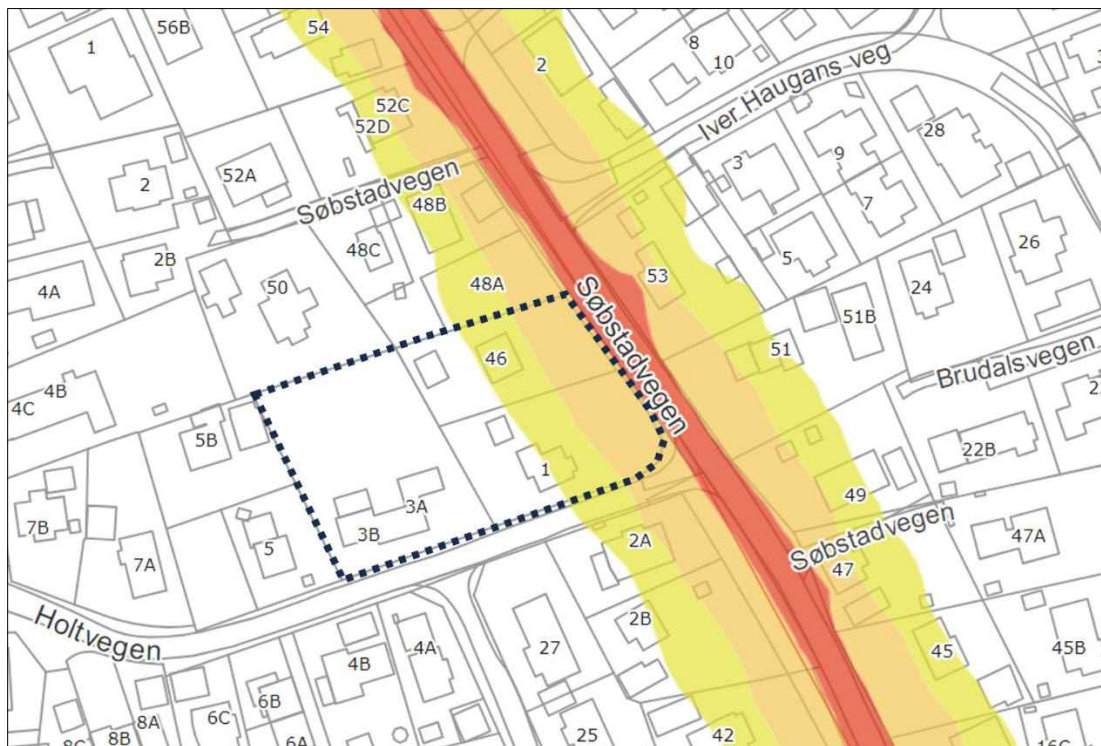 56B
54
1
2
8
10
Iver Haugans veg
52C
52D
28
9
3
7
2
52A
Søbstadvegen
48B
48C
5
26
2B
53
4A
50
48A
24
51B
Søbstadvegen
46
51
4B
4C
Brudalsvegen
5B
1
22B
3A
49
7B
3B
5
7A
2A
Søbstadvegen
47A
47
2B
Holtvegen
4B
4A
27
45
45B
6B
8A
6C
8B
6A
25
42
16C